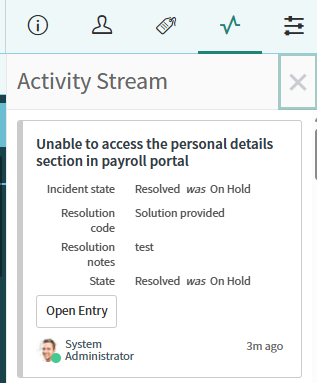 Activity Stream
Unable to access the personal details
section in payroll portal
Incident state Resolved was On Hold
Resolution code Solution provided
Resolution notes test
State Resolved was On Hold
Open Entry
System Administrator 3m ago